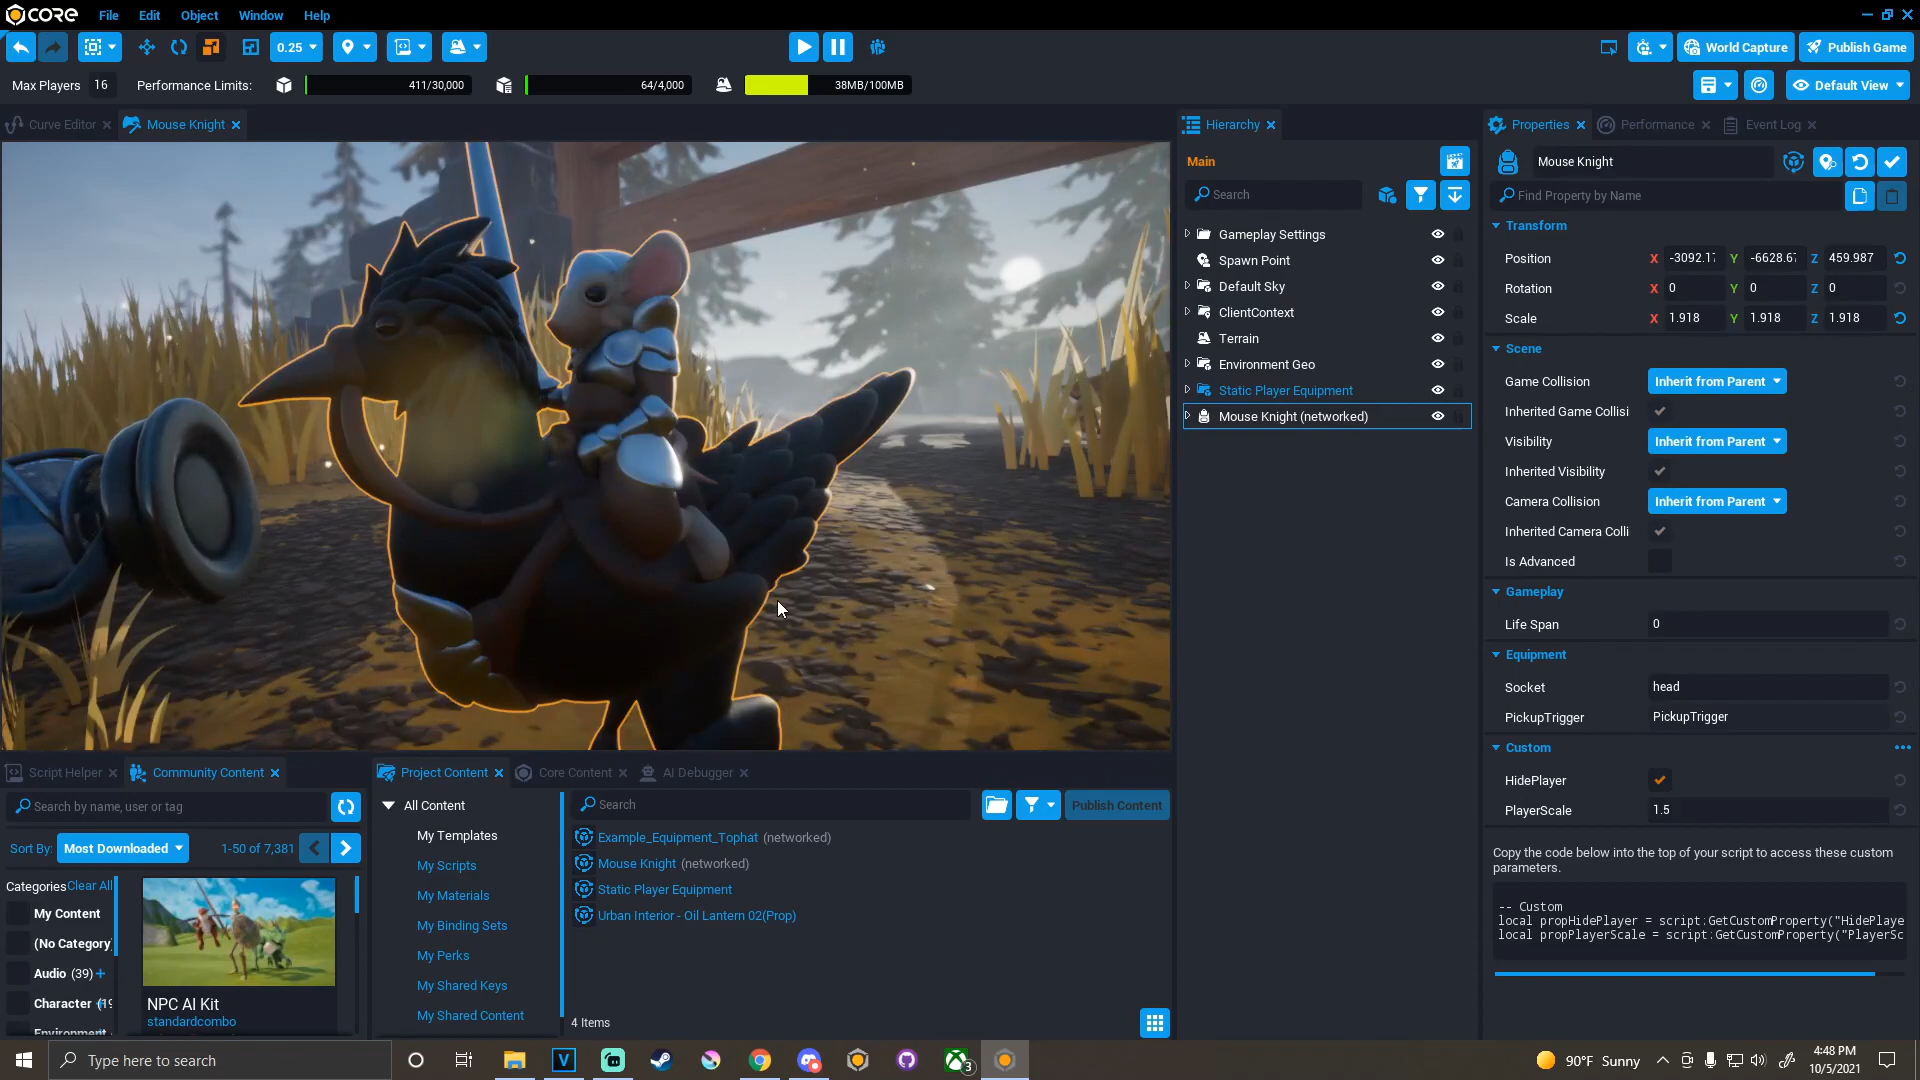 CORE File Edit Object Window Help
0.25 World Capture Publish Game
Max Players 16 Performance Limits: 411/30,000 64/4,000 38MB/100MB Default View
Curve Editor Mouse Knight
Hierarchy
Main
Search
Gameplay Settings
Spawn Point
Default Sky
ClientContext
Terrain
Environment Geo
Static Player Equipment
Mouse Knight (networked)
Properties Performance Event Log
Mouse Knight
Find Property by Name
Transform
Position X -3092.17 Y -6628.67 Z 459.987
Rotation X 0 Y 0 Z 0
Scale X 1.918 Y 1.918 Z 1.918
Scene
Game Collision Inherit from Parent
Inherited Game Collisi
Visibility Inherit from Parent
Inherited Visibility
Camera Collision Inherit from Parent
Inherited Camera Colli
Is Advanced
Gameplay
Life Span 0
Equipment
Socket head
PickupTrigger PickupTrigger
Custom
HidePlayer
PlayerScale 1.5
Copy the code below into the top of your script to access these custom
parameters.
-- Custom
local propHidePlayer = script:GetCustomProperty("HidePlaye
local propPlayerScale = script:GetCustomProperty("PlayerSc
Script Helper Community Content
Search by name, user or tag
Sort By: Most Downloaded 1-50 of 7,381
Categories Clear All
My Content
(No Category
Audio (39) +
Character (19
Environment
NPC AI Kit
standardcombo
Project Content Core Content AI Debugger
All Content
My Templates
My Scripts
My Materials
My Binding Sets
My Perks
My Shared Keys
My Shared Content
Search Publish Content
Example_Equipment_Tophat (networked)
Mouse Knight (networked)
Static Player Equipment
Urban Interior - Oil Lantern 02(Prop)
4 Items
Type here to search
V
3
90°F Sunny
4:48 PM
10/5/2021